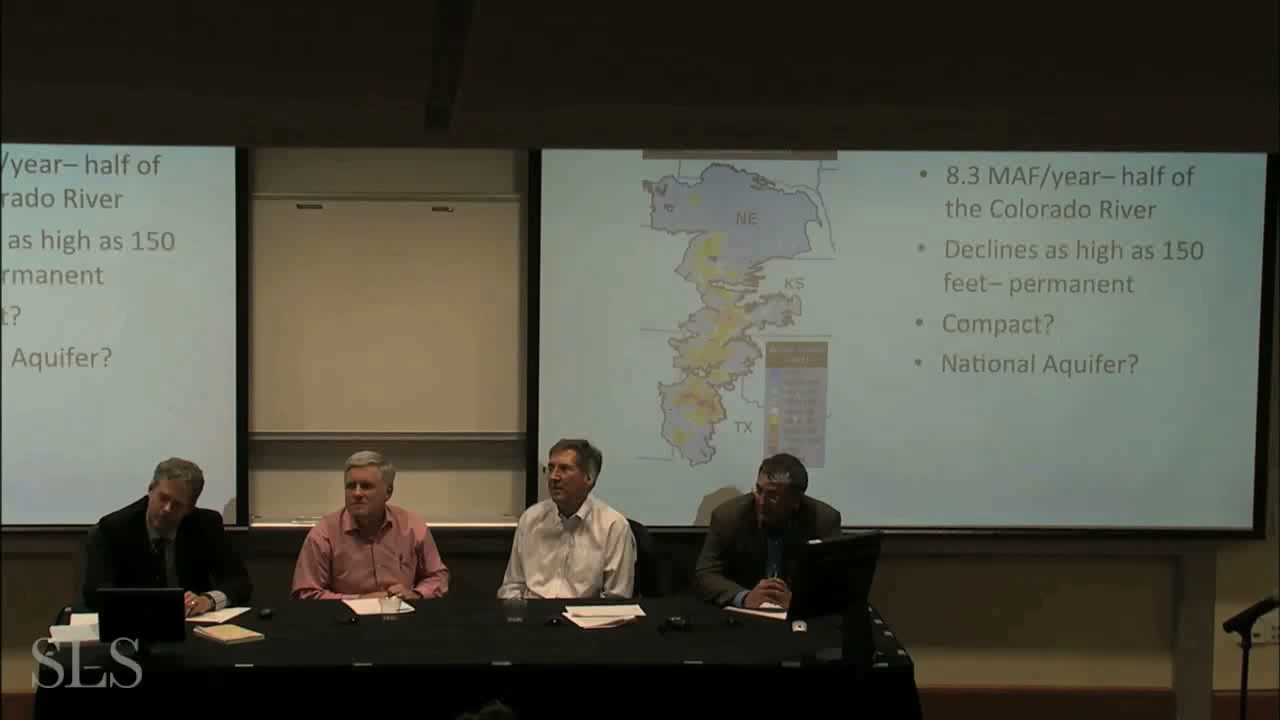 /year– half of
rado River
as high as 150
rmanent
t?
Aquifer?
NE
KS
TX
• 8.3 MAF/year– half of
the Colorado River
• Declines as high as 150
feet– permanent
• Compact?
• National Aquifer?
SLS